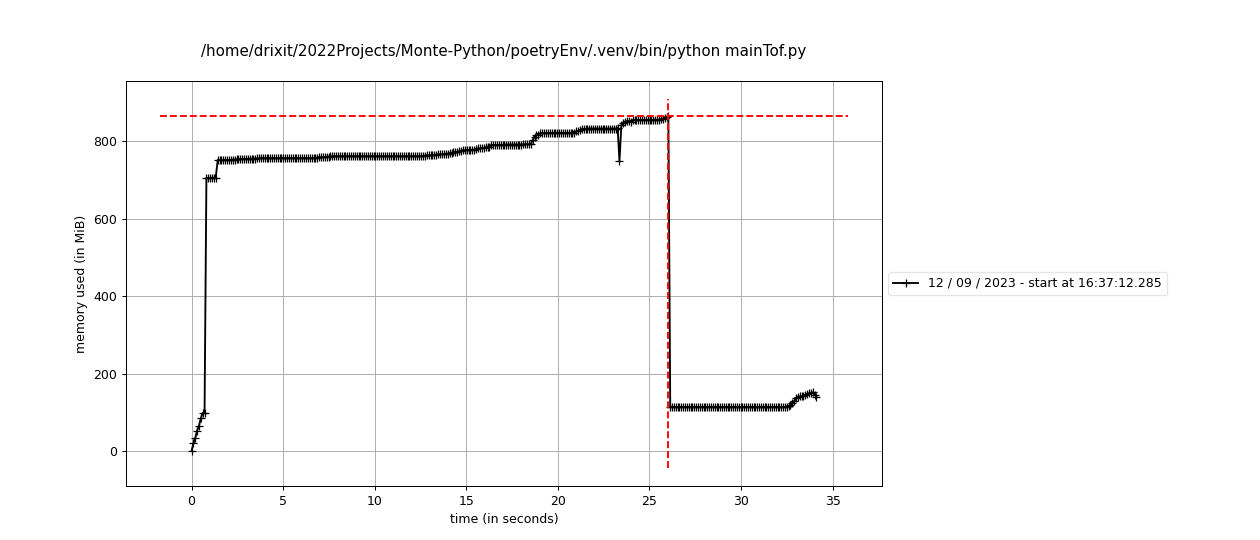 /home/drixit/2022Projects/Monte-Python/poetryEnv/.venv/bin/python mainTof.py
800
600
400
200
0
memory used (in MiB)
12 / 09 / 2023 - start at 16:37:12.285
0 5 10 15 20 25 30 35
time (in seconds)